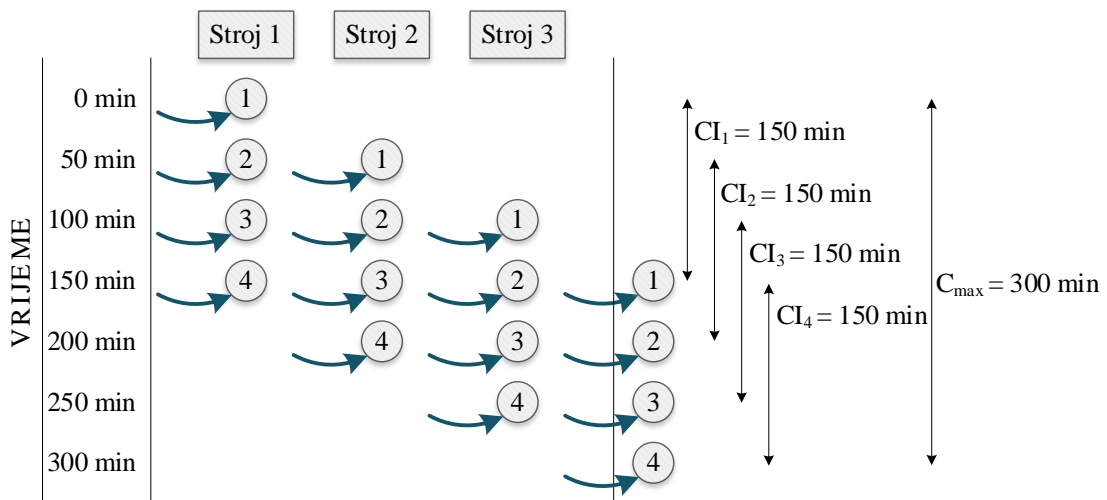 Stroj 1 Stroj 2 Stroj 3
VRIJEME
0 min 1
CI₁ = 150 min
50 min 2 1
CI₂ = 150 min
100 min 3 2 1
CI₃ = 150 min
150 min 4 3 2 1
Cmax = 300 min
CI₄ = 150 min
200 min 4 3 2
250 min 4 3
300 min 4